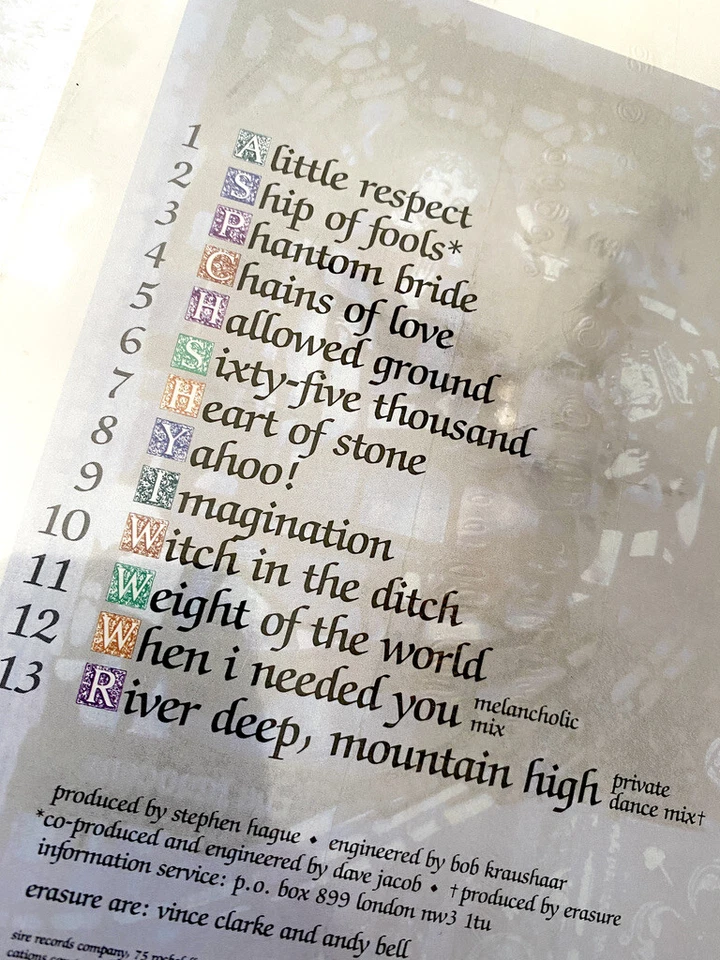 1 A little respect
2 Ship of fools*
3 Phantom bride
4 Chains of love
5 Hallowed ground
6 Sixty-five thousand
7 Heart of stone
8 Yahoo!
9 Imagination
10 Witch in the ditch
11 Weight of the world
12 When i needed you melancholic mix
13 River deep, mountain high private dance mix†
produced by stephen hague ♦ engineered by bob kraushaar
*co-produced and engineered by dave jacob ♦ †produced by erasure
information service: p.o. box 899 london nw3 1tu
erasure are: vince clarke and andy bell
sire records company, 75